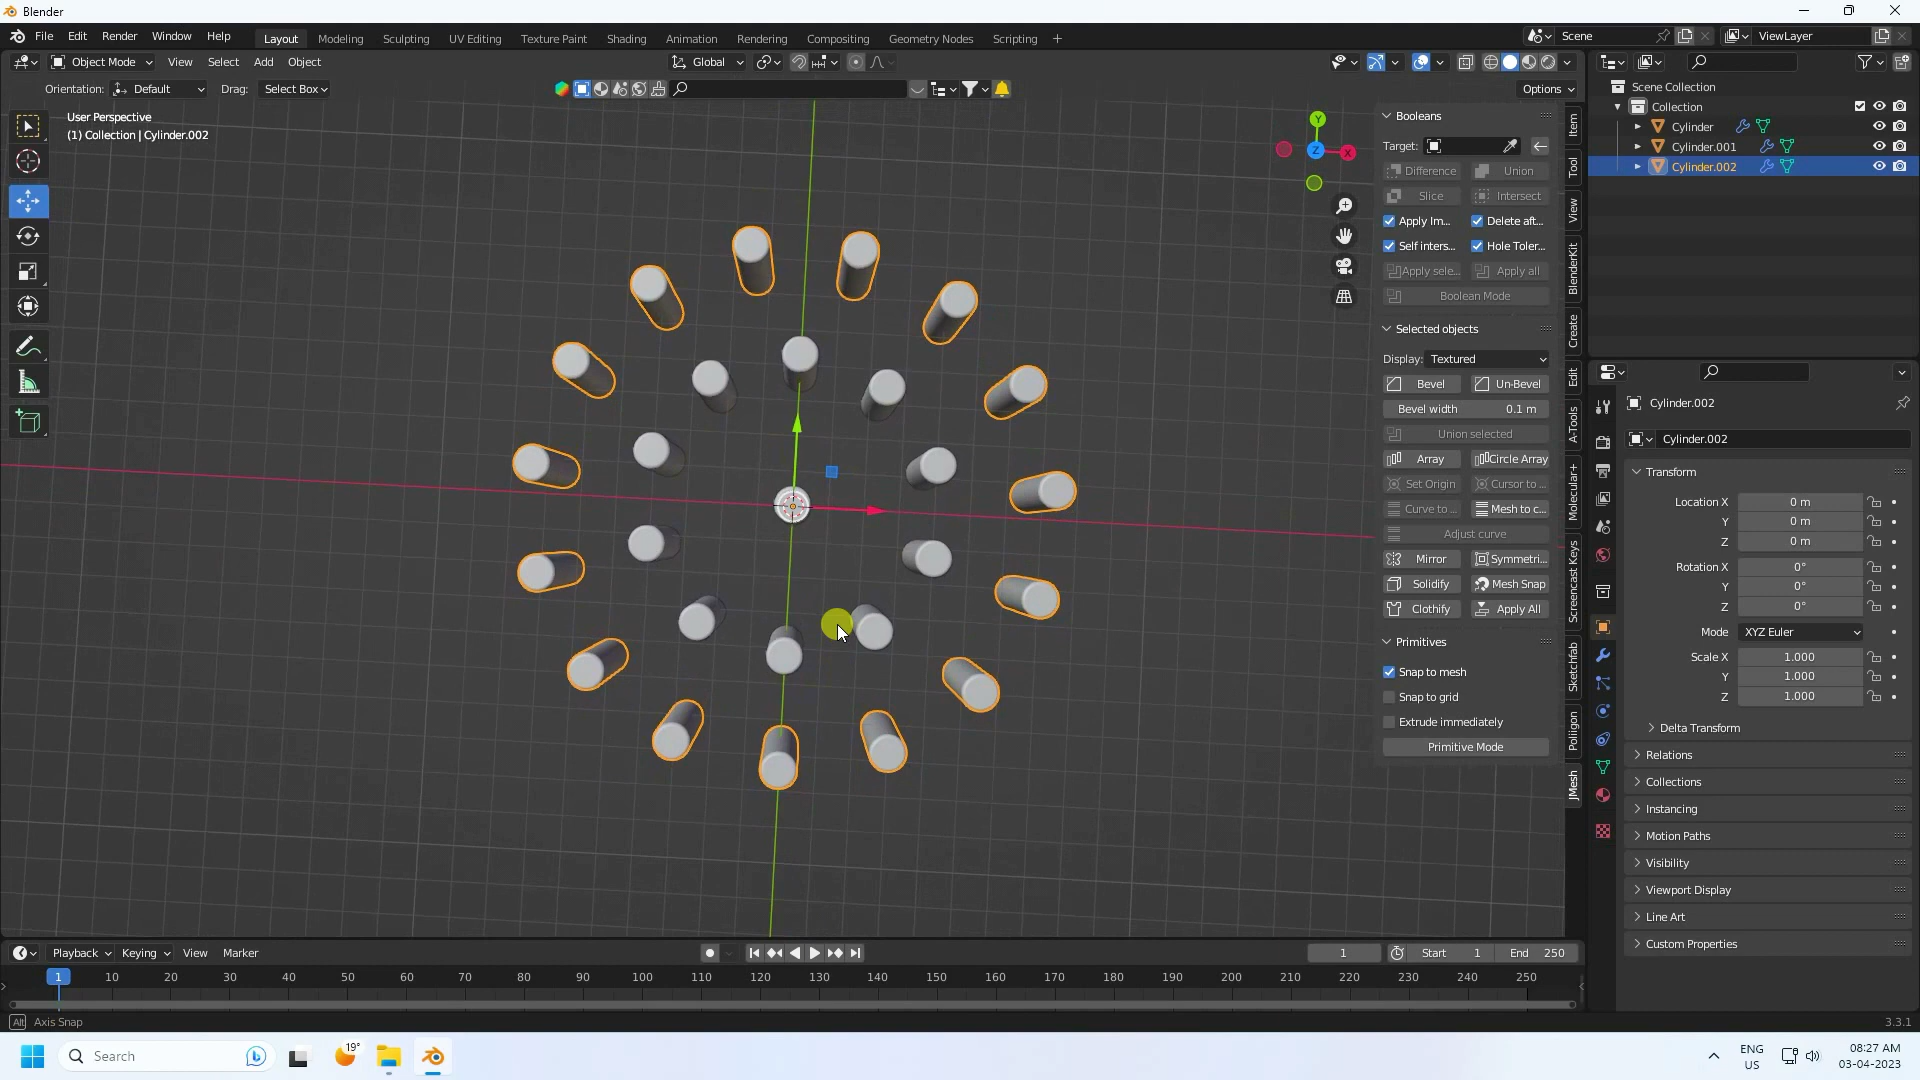 Blender
File Edit Render Window Help Layout Modeling Sculpting UV Editing Texture Paint Shading Animation Rendering Compositing Geometry Nodes Scripting + Scene ViewLayer
Object Mode View Select Add Object Global
Orientation: Default Drag: Select Box Options
User Perspective
(1) Collection | Cylinder.002
Y
X
Z
Booleans
Target:
Difference Union
Slice Intersect
Apply Im... Delete aft...
Self inters... Hole Toler...
Apply sele... Apply all
Boolean Mode
Selected objects
Display: Textured
Bevel Un-Bevel
Bevel width 0.1 m
Union selected
Array Circle Array
Set Origin Cursor to ...
Curve to ... Mesh to c...
Adjust curve
Mirror Symmetri...
Solidify Mesh Snap
Clothify Apply All
Primitives
Snap to mesh
Snap to grid
Extrude immediately
Primitive Mode
Item
Tool
View
BlenderKit
Create
Edit
A-Tools
Molecular+
Screencast Keys
Sketchfab
Poliigon
JMesh
Scene Collection
Collection
Cylinder
Cylinder.001
Cylinder.002
Cylinder.002
Cylinder.002
Transform
Location X 0 m
Y 0 m
Z 0 m
Rotation X 0°
Y 0°
Z 0°
Mode XYZ Euler
Scale X 1.000
Y 1.000
Z 1.000
Delta Transform
Relations
Collections
Instancing
Motion Paths
Visibility
Viewport Display
Line Art
Custom Properties
Playback Keying View Marker 1 Start 1 End 250
1 10 20 30 40 50 60 70 80 90 100 110 120 130 140 150 160 170 180 190 200 210 220 230 240 250
Alt Axis Snap 3.3.1
Search 19° ENG US 08:27 AM
03-04-2023